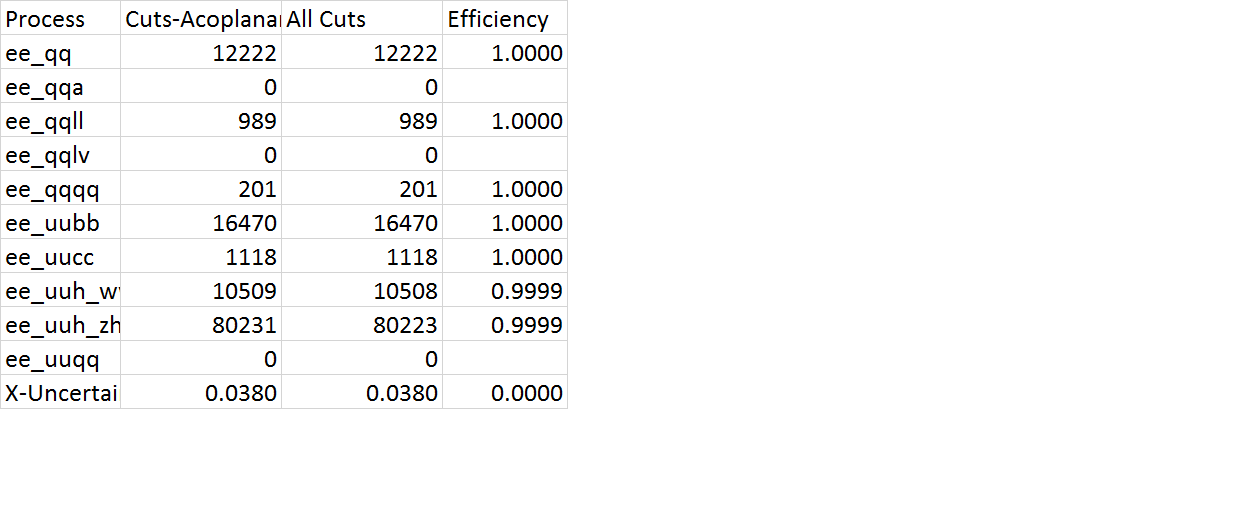 Process Cuts-Acoplana All Cuts Efficiency
ee_qq 12222 12222 1.0000
ee_qqa 0 0
ee_qqll 989 989 1.0000
ee_qqlv 0 0
ee_qqqq 201 201 1.0000
ee_uubb 16470 16470 1.0000
ee_uucc 1118 1118 1.0000
ee_uuh_w 10509 10508 0.9999
ee_uuh_zh 80231 80223 0.9999
ee_uuqq 0 0
X-Uncertai 0.0380 0.0380 0.0000